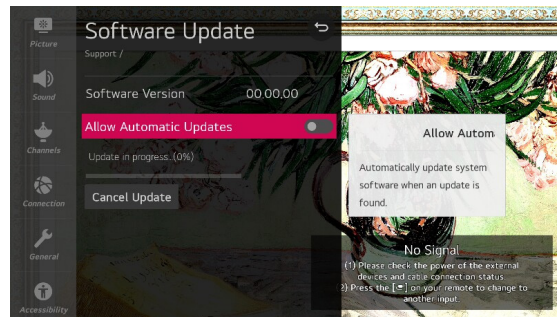 Picture
Sound
Channels
Connection
General
Accessibility
Software Update
Support /
Software Version 00.00.00
Allow Automatic Updates
Update in progress. (0%)
Cancel Update
Allow Autom
Automatically update system
software when an update is
found.
No Signal
(1) Please check the power of the external
devices and cable connection status.
(2) Press the [ ] on your remote to change to
another input.